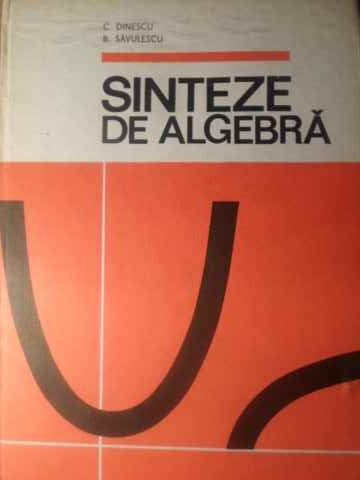 C. DINESCU
B. SĂVULESCU
SINTEZE
DE ALGEBRĂ